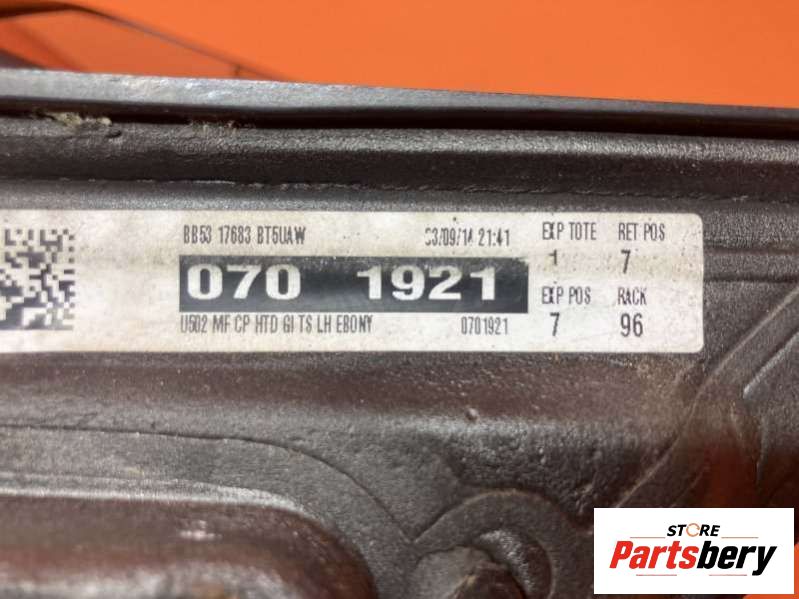 BB53 17683 BT5UAW 03/09/14 21:41
070 1921
U502 MF CP HTD GI TS LH EBONY 0701921
EXP TOTE RET POS
1 7
EXP POS RACK
7 96
STORE
Partsbery